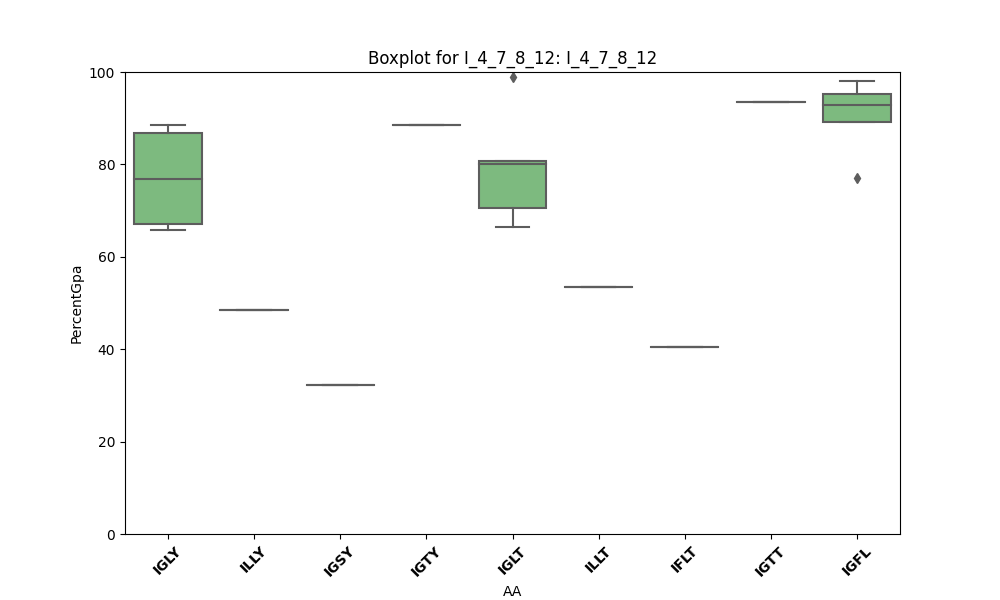 Boxplot for I_4_7_8_12: I_4_7_8_12
100
80
60
40
20
0
PercentGpa
IGLY ILLY IGSY IGTY IGLT ILLT IFLT IGTT IGFL
AA